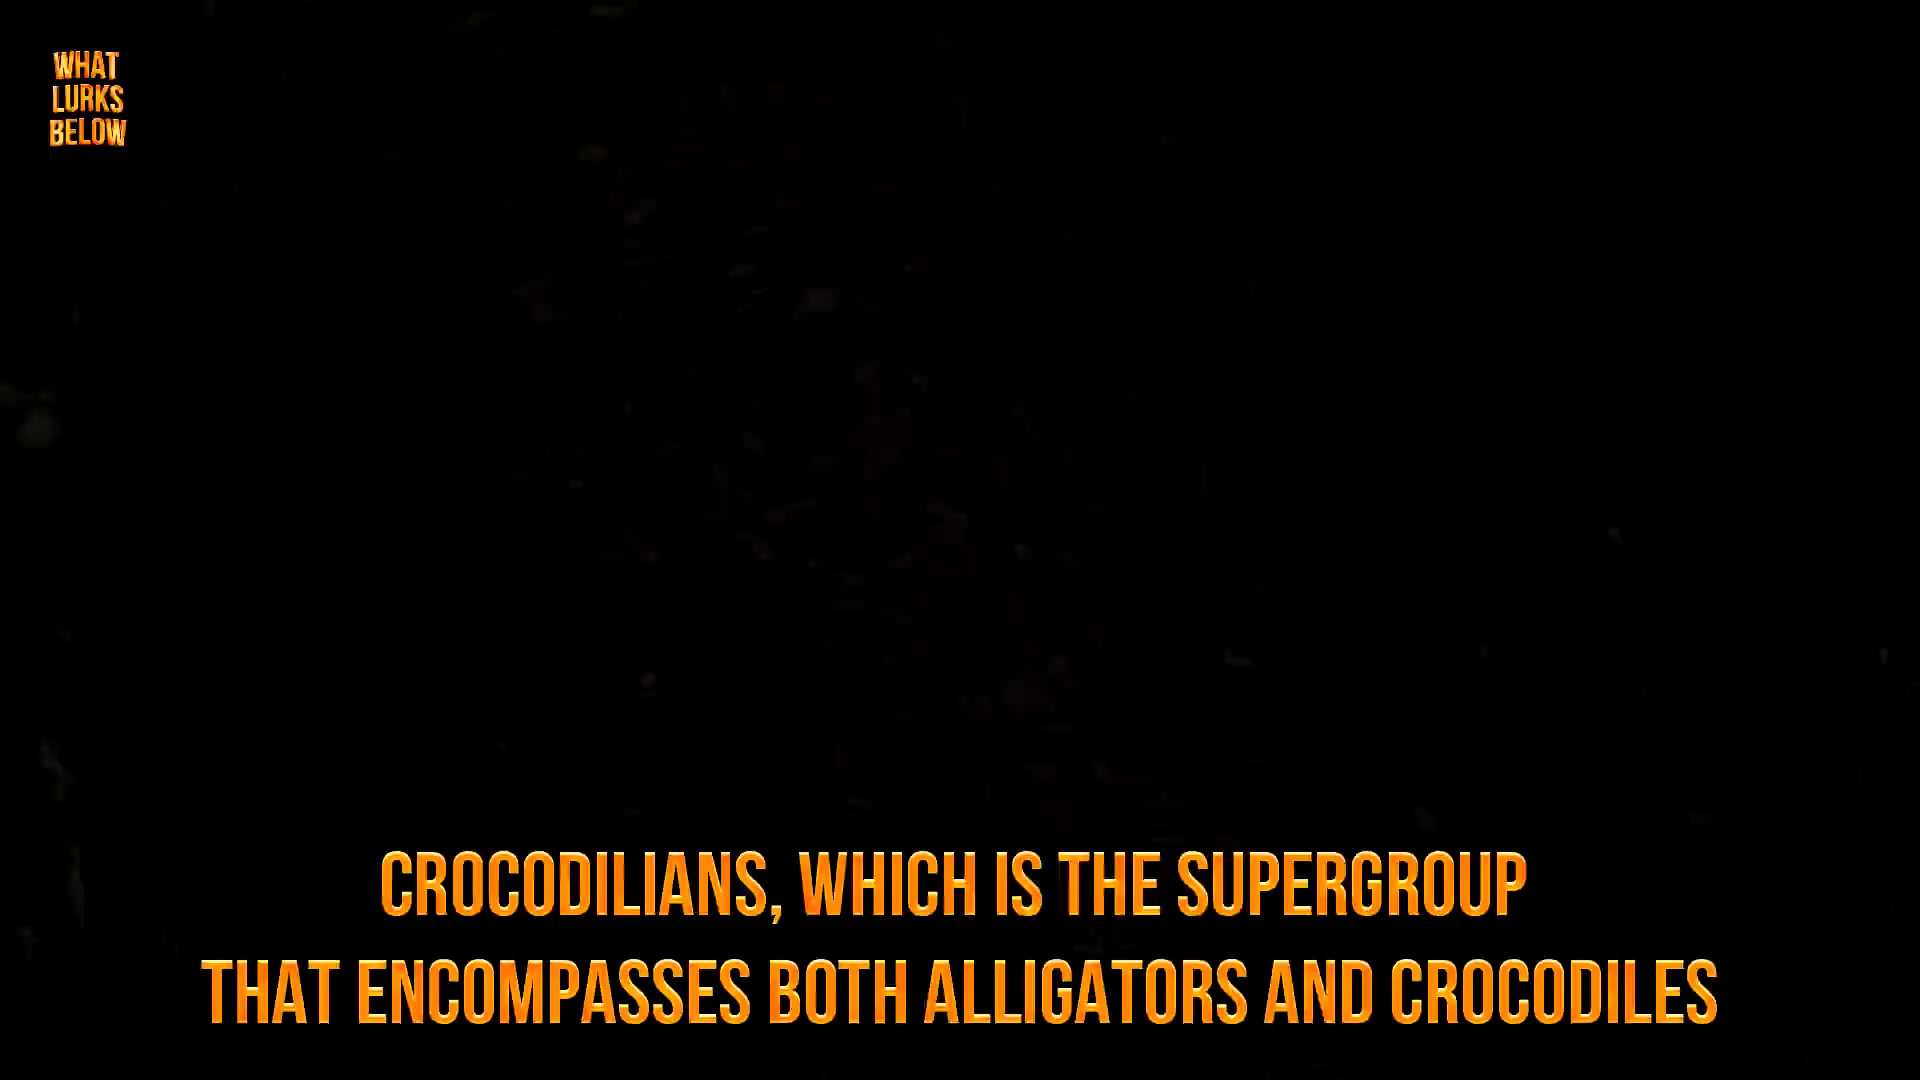 WHAT
LURKS
BELOW
CROCODILIANS, WHICH IS THE SUPERGROUP
THAT ENCOMPASSES BOTH ALLIGATORS AND CROCODILES